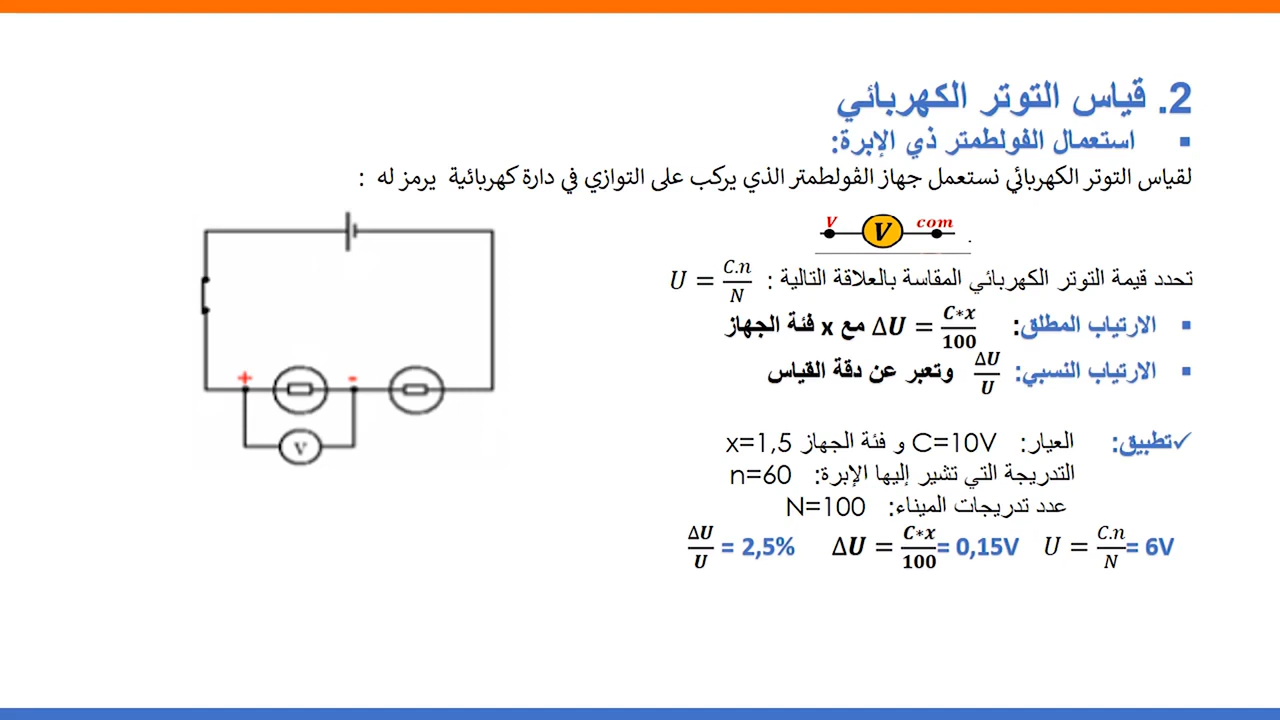 2. قياس التوتر الكهربائي
▪ استعمال الڤولطمتر ذي الإبرة:
لقياس التوتر الكهربائي نستعمل جهاز الڤولطمتر الذي يركب على التوازي في دارة كهربائية يرمز له :
V V com .
تحدد قيمة التوتر الكهربائي المقاسة بالعلاقة التالية : U = C.n/N
▪ الارتياب المطلق: ΔU = C*x/100 مع x فئة الجهاز
▪ الارتياب النسبي: ΔU/U وتعبر عن دقة القياس
+ -
V
✓تطبيق: العيار: C=10V و فئة الجهاز x=1,5
التدريجة التي تشير إليها الإبرة: n=60
عدد تدريجات الميناء: N=100
U = C.n/N = 6V ΔU = C*x/100 = 0,15V ΔU/U = 2,5%